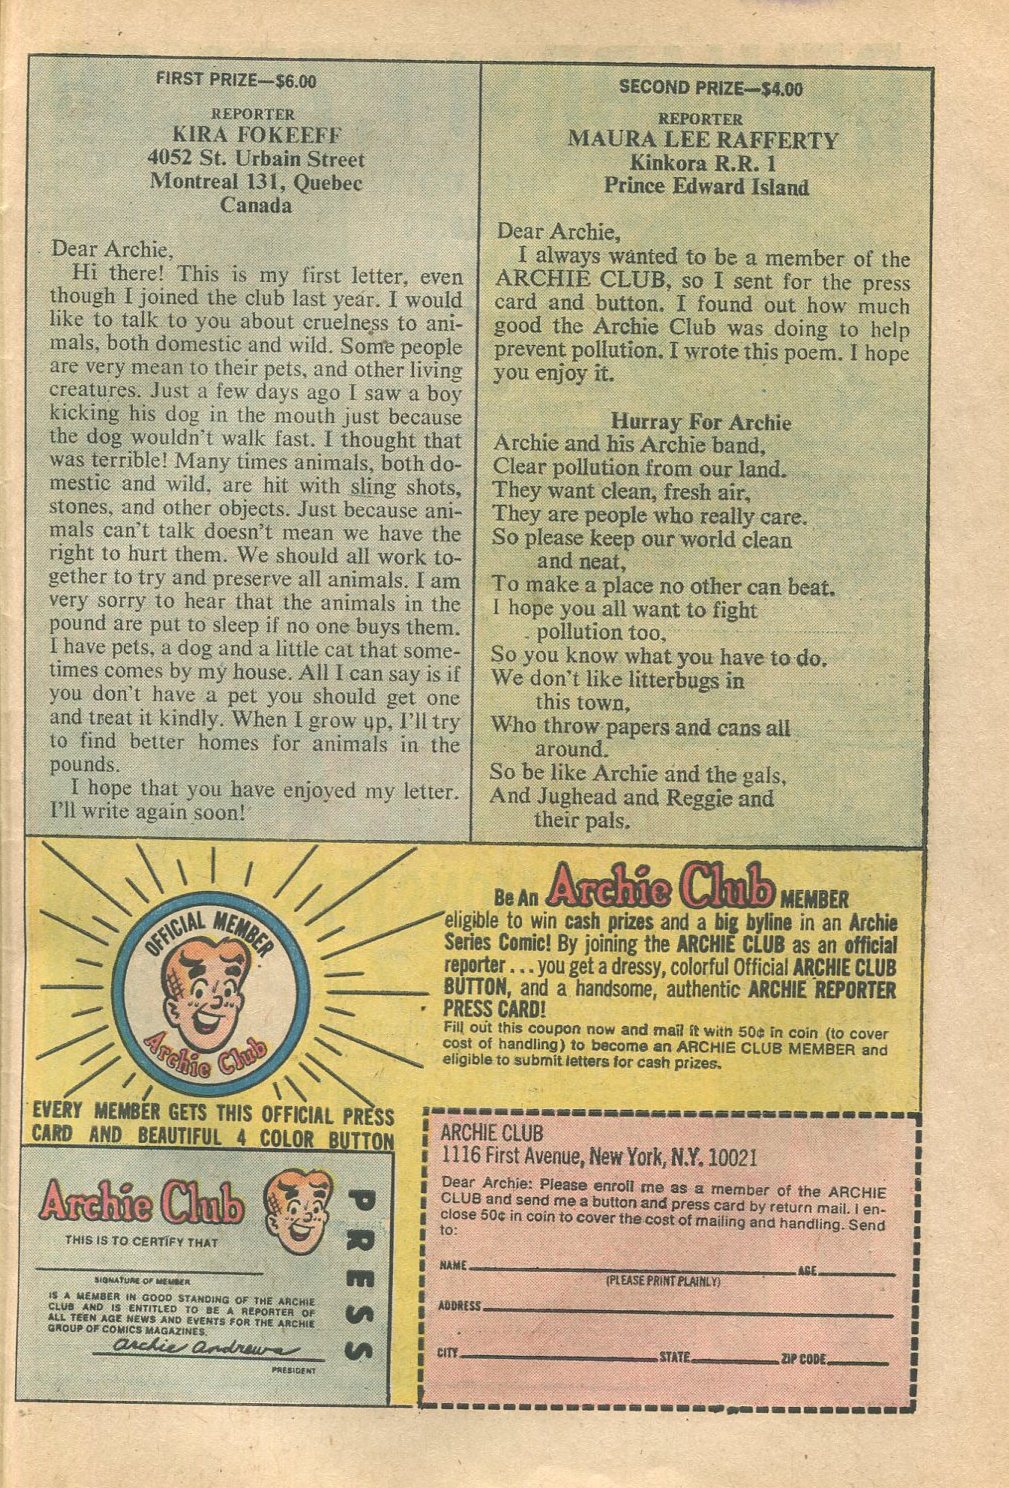 FIRST PRIZE—$6.00
REPORTER
KIRA FOKEEFF
4052 St. Urbain Street
Montreal 131, Quebec
Canada
Dear Archie,
Hi there! This is my first letter, even
though I joined the club last year. I would
like to talk to you about cruelness to ani-
mals, both domestic and wild. Some people
are very mean to their pets, and other living
creatures. Just a few days ago I saw a boy
kicking his dog in the mouth just because
the dog wouldn't walk fast. I thought that
was terrible! Many times animals, both do-
mestic and wild, are hit with sling shots,
stones, and other objects. Just because ani-
mals can't talk doesn't mean we have the
right to hurt them. We should all work to-
gether to try and preserve all animals. I am
very sorry to hear that the animals in the
pound are put to sleep if no one buys them.
I have pets, a dog and a little cat that some-
times comes by my house. All I can say is if
you don't have a pet you should get one
and treat it kindly. When I grow up, I'll try
to find better homes for animals in the
pounds.
I hope that you have enjoyed my letter.
I'll write again soon!
SECOND PRIZE—$4.00
REPORTER
MAURA LEE RAFFERTY
Kinkora R.R. 1
Prince Edward Island
Dear Archie,
I always wanted to be a member of the
ARCHIE CLUB, so I sent for the press
card and button. I found out how much
good the Archie Club was doing to help
prevent pollution. I wrote this poem. I hope
you enjoy it.
Hurray For Archie
Archie and his Archie band,
Clear pollution from our land.
They want clean, fresh air,
They are people who really care.
So please keep our world clean
and neat,
To make a place no other can beat.
I hope you all want to fight
pollution too,
So you know what you have to do.
We don't like litterbugs in
this town,
Who throw papers and cans all
around.
So be like Archie and the gals,
And Jughead and Reggie and
their pals.
OFFICIAL MEMBER
Archie Club
EVERY MEMBER GETS THIS OFFICIAL PRESS
CARD AND BEAUTIFUL 4 COLOR BUTTON
Be An Archie Club MEMBER
eligible to win cash prizes and a big byline in an Archie
Series Comic! By joining the ARCHIE CLUB as an official
reporter...you get a dressy, colorful Official ARCHIE CLUB
BUTTON, and a handsome, authentic ARCHIE REPORTER
PRESS CARD!
Fill out this coupon now and mail it with 50¢ in coin (to cover
cost of handling) to become an ARCHIE CLUB MEMBER and
eligible to submit letters for cash prizes.
Archie Club
THIS IS TO CERTIFY THAT
SIGNATURE OF MEMBER
IS A MEMBER IN GOOD STANDING OF THE ARCHIE
CLUB AND IS ENTITLED TO BE A REPORTER OF
ALL TEEN AGE NEWS AND EVENTS FOR THE ARCHIE
GROUP OF COMICS MAGAZINES.
Archie Andrews
PRESIDENT
PRESS
ARCHIE CLUB
1116 First Avenue, New York, N.Y. 10021
Dear Archie: Please enroll me as a member of the ARCHIE
CLUB and send me a button and press card by return mail. I en-
close 50¢ in coin to cover the cost of mailing and handling. Send
to:
NAME AGE
(PLEASE PRINT PLAINLY)
ADDRESS
CITY STATE ZIP CODE